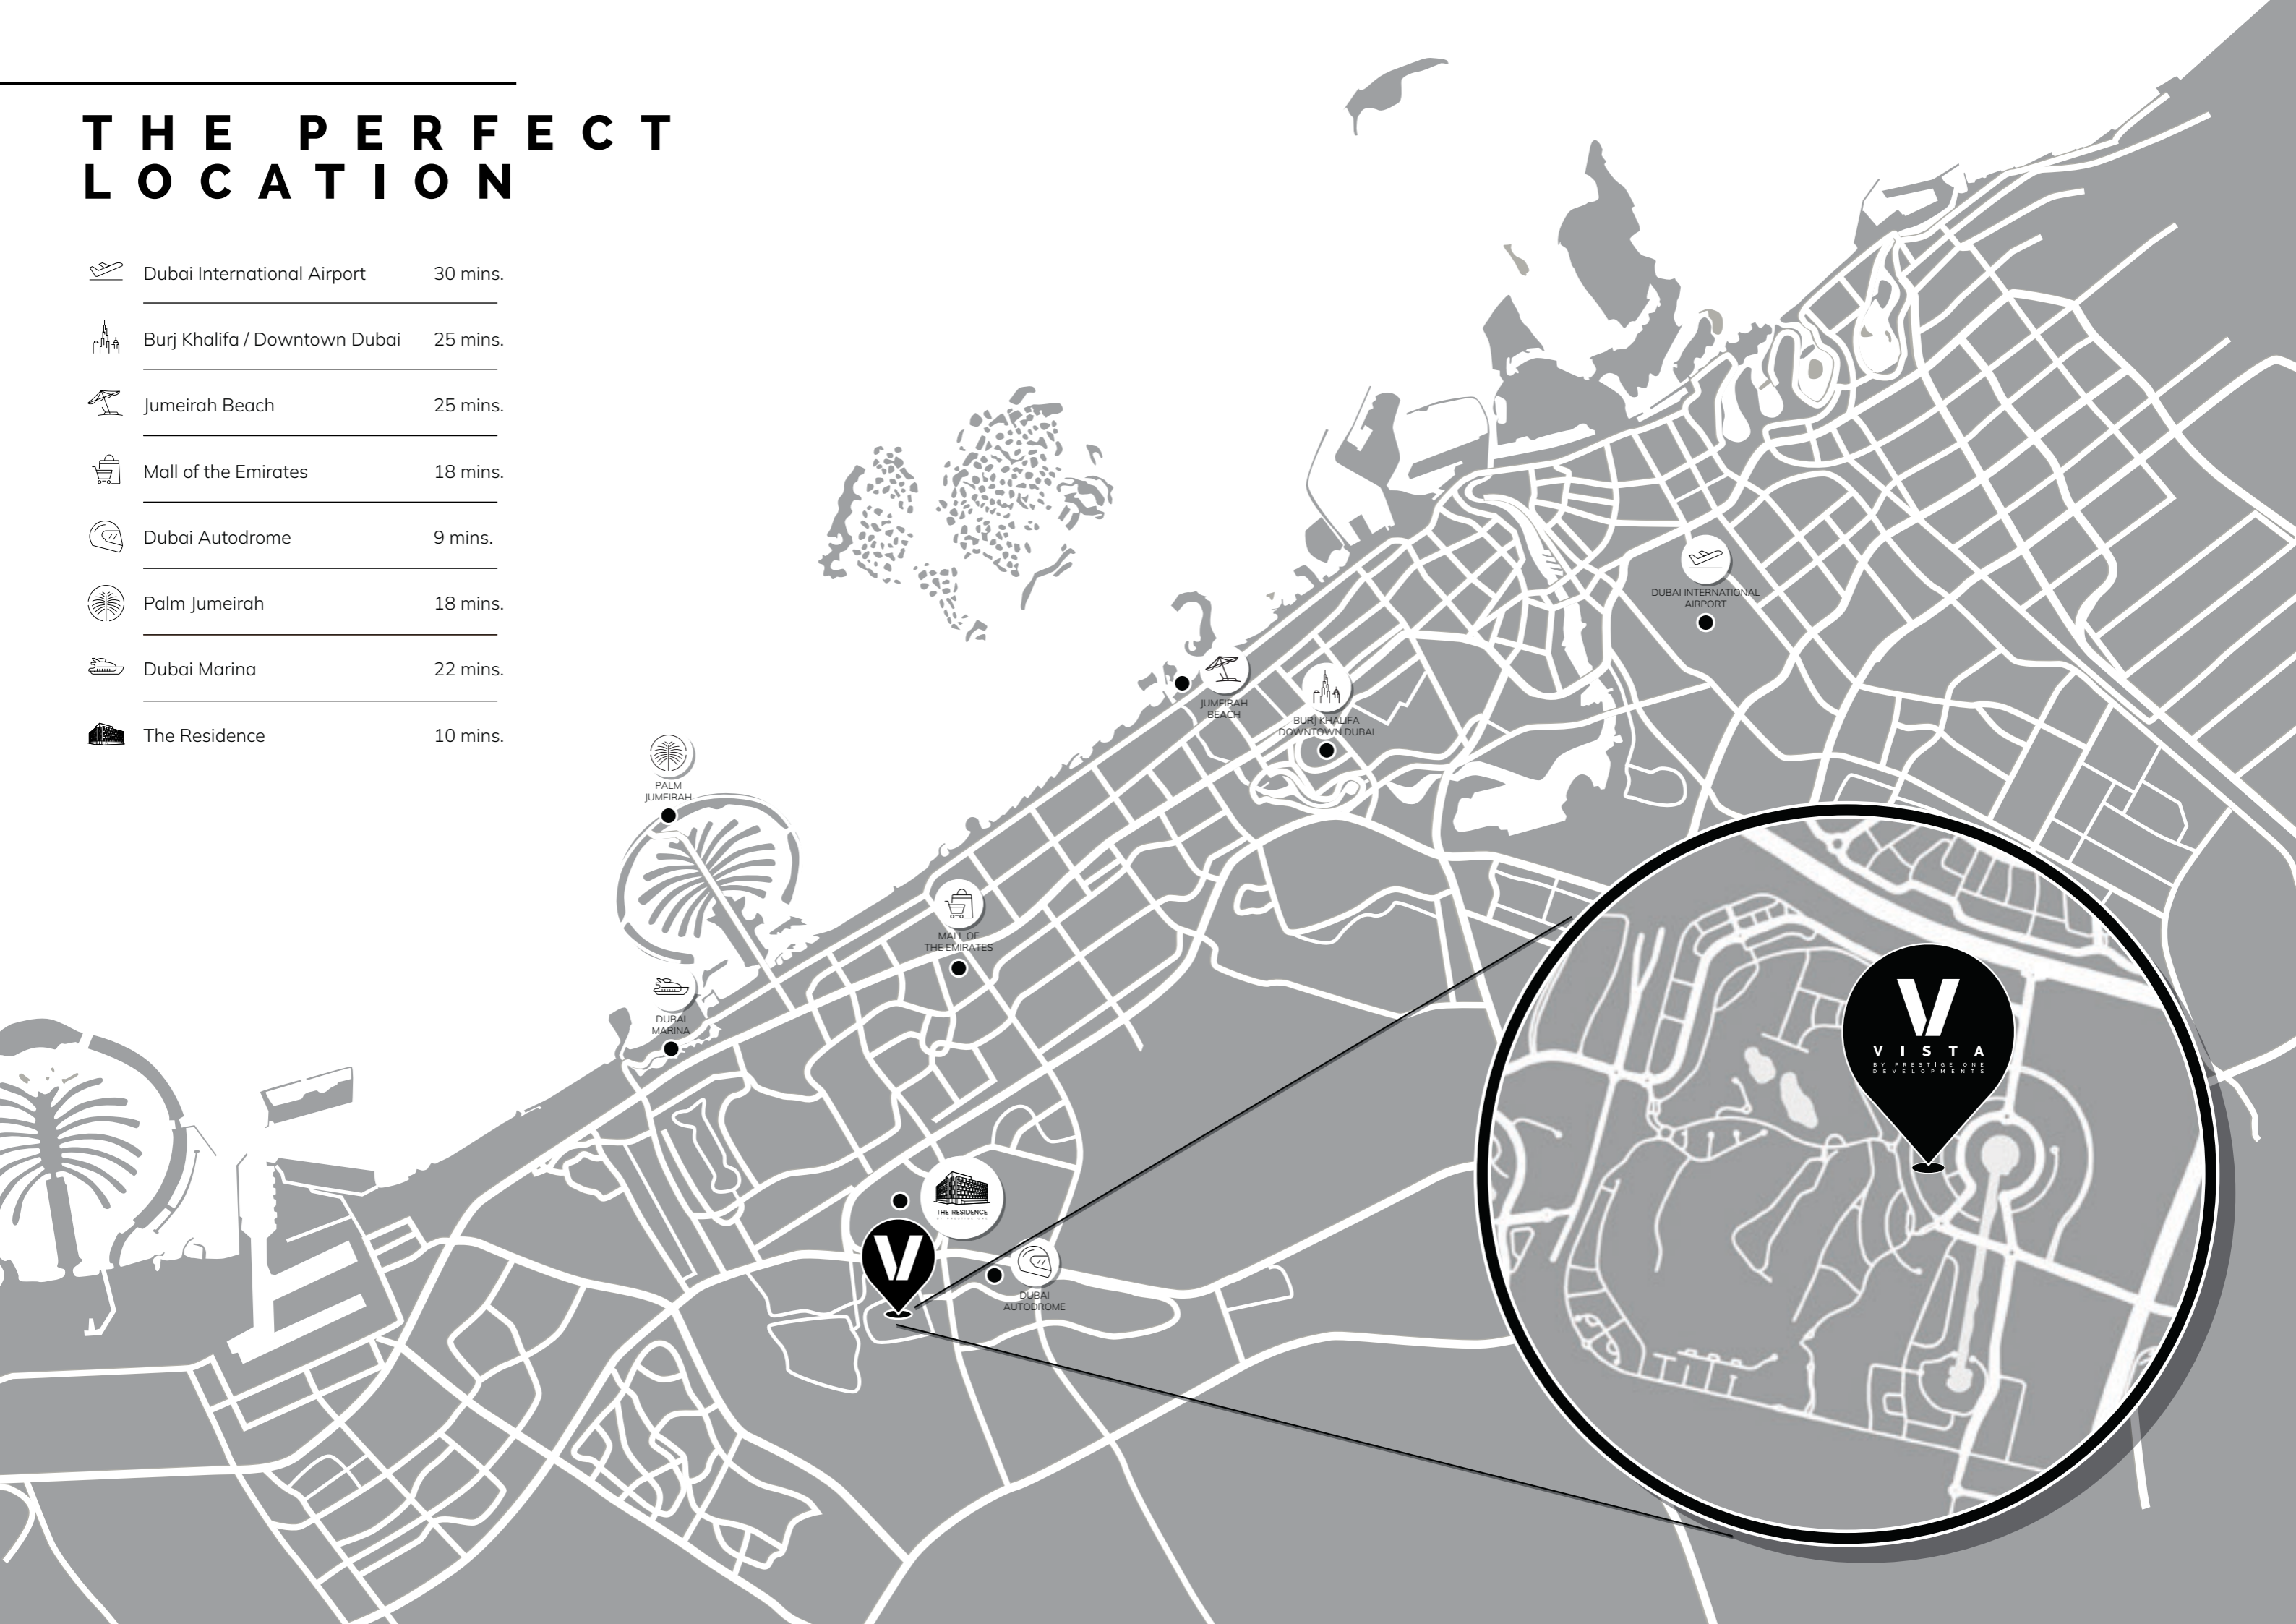 THE PERFECT
LOCATION
Dubai International Airport 30 mins.
Burj Khalifa / Downtown Dubai 25 mins.
Jumeirah Beach 25 mins.
Mall of the Emirates 18 mins.
Dubai Autodrome 9 mins.
Palm Jumeirah 18 mins.
Dubai Marina 22 mins.
The Residence 10 mins.
DUBAI INTERNATIONAL
AIRPORT
JUMEIRAH
BEACH
BURJ KHALIFA
DOWNTOWN DUBAI
PALM
JUMEIRAH
MALL OF
THE EMIRATES
DUBAI
MARINA
V
VISTA
BY PRESTIGE ONE
DEVELOPMENTS
THE RESIDENCE
V
DUBAI
AUTODROME